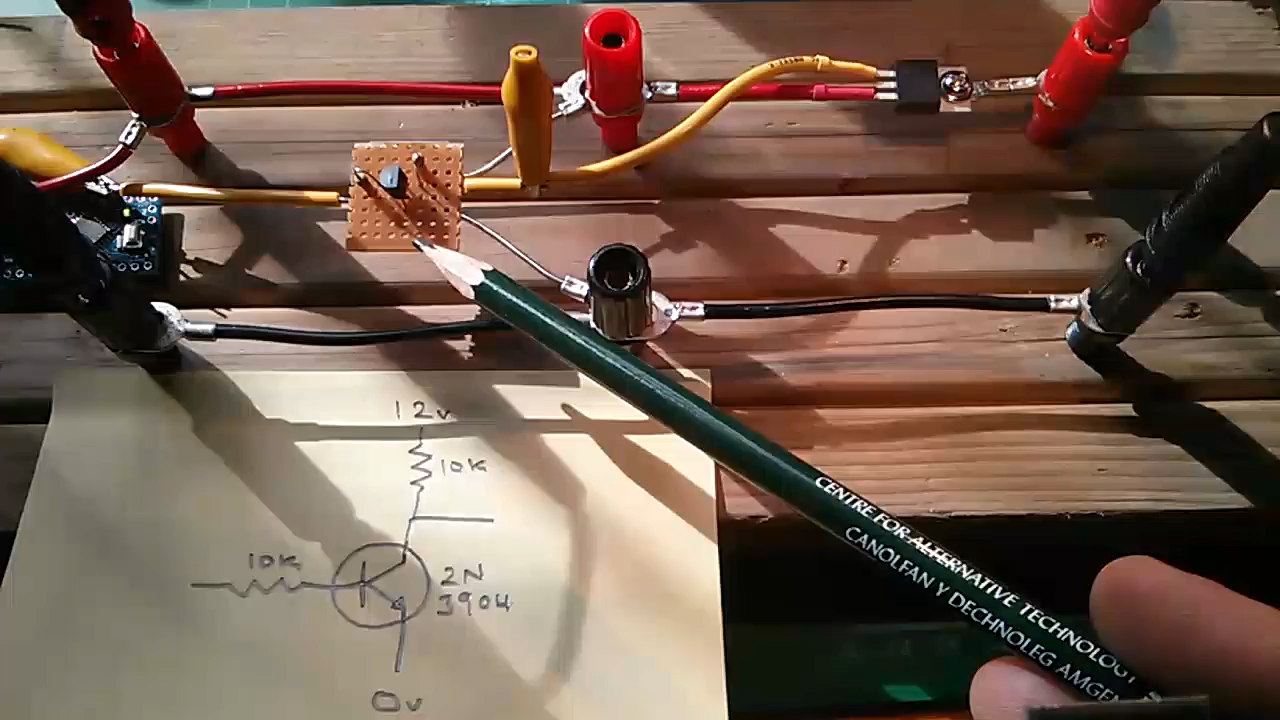 12v
10K
10K
2N
3904
0v
CENTRE FOR ALTERNATIVE TECHNOLOGY
CANOLFAN Y DECHNOLEG AMGEN